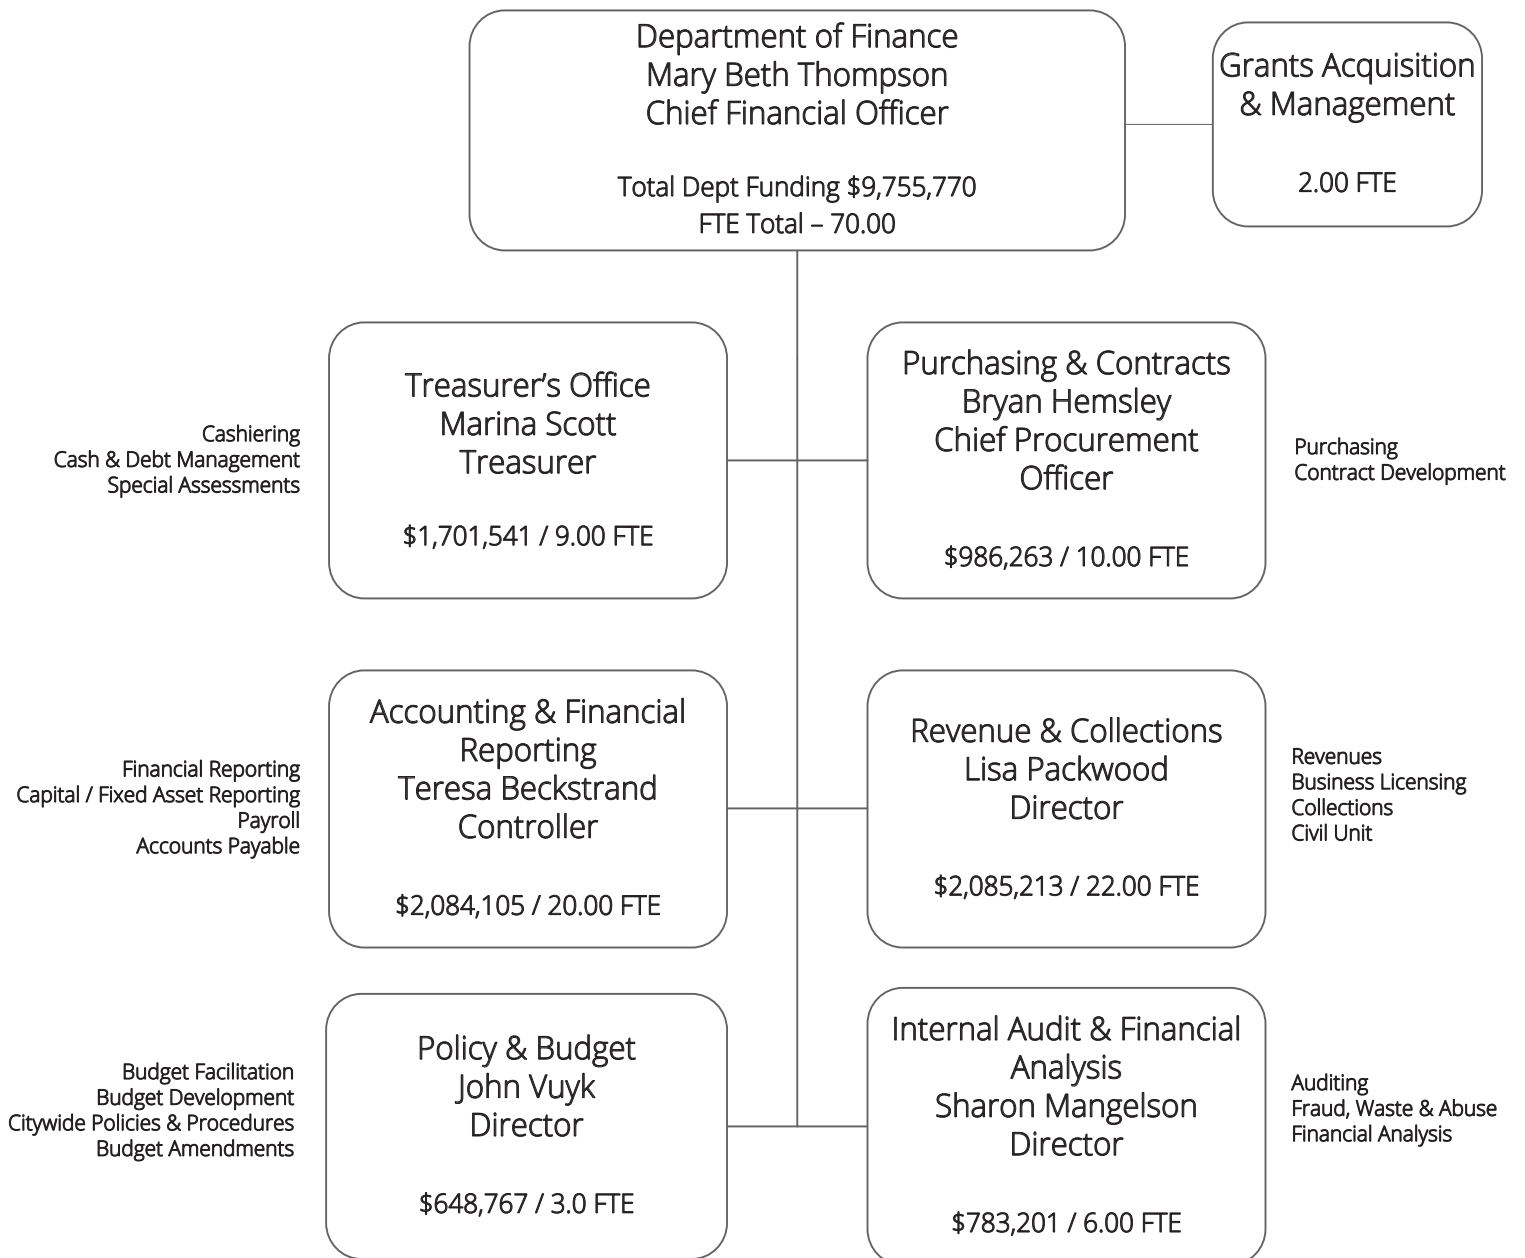 Department of Finance
Mary Beth Thompson
Chief Financial Officer
Total Dept Funding $9,755,770
FTE Total – 70.00
Grants Acquisition
& Management
2.00 FTE
Cashiering
Cash & Debt Management
Special Assessments
Treasurer’s Office
Marina Scott
Treasurer
$1,701,541 / 9.00 FTE
Purchasing & Contracts
Bryan Hemsley
Chief Procurement
Officer
$986,263 / 10.00 FTE
Purchasing
Contract Development
Financial Reporting
Capital / Fixed Asset Reporting
Payroll
Accounts Payable
Accounting & Financial
Reporting
Teresa Beckstrand
Controller
$2,084,105 / 20.00 FTE
Revenue & Collections
Lisa Packwood
Director
$2,085,213 / 22.00 FTE
Revenues
Business Licensing
Collections
Civil Unit
Budget Facilitation
Budget Development
Citywide Policies & Procedures
Budget Amendments
Policy & Budget
John Vuyk
Director
$648,767 / 3.0 FTE
Internal Audit & Financial
Analysis
Sharon Mangelson
Director
$783,201 / 6.00 FTE
Auditing
Fraud, Waste & Abuse
Financial Analysis